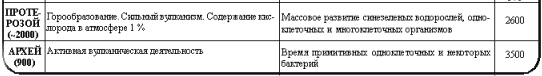 ПРОТЕ-
РОЗОЙ
(~2000)
Горообразование. Сильный вулканизм. Содержание кис-
лорода в атмосфере 1 %
Массовое развитие синезеленых водорослей, одно-
клеточных и многоклеточных организмов
2600
АРХЕЙ
(900)
Активная вулканическая деятельность
Время примитивных одноклеточных и некоторых
бактерий
3500